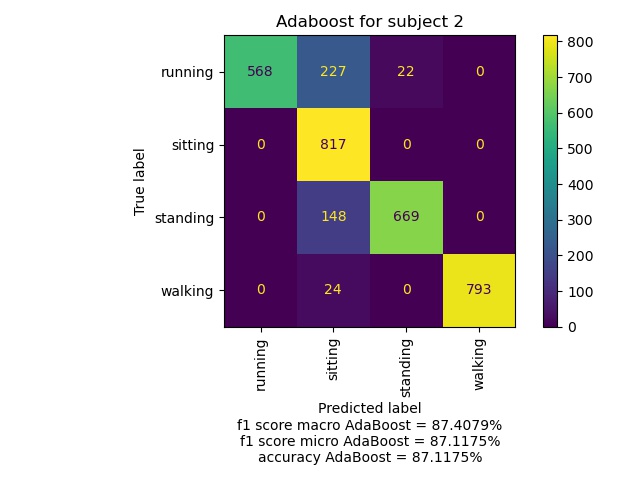 Adaboost for subject 2
running 568 227 22 0
sitting 0 817 0 0
standing 0 148 669 0
walking 0 24 0 793
True label
running sitting standing walking
Predicted label
f1 score macro AdaBoost = 87.4079%
f1 score micro AdaBoost = 87.1175%
accuracy AdaBoost = 87.1175%
800
700
600
500
400
300
200
100
0